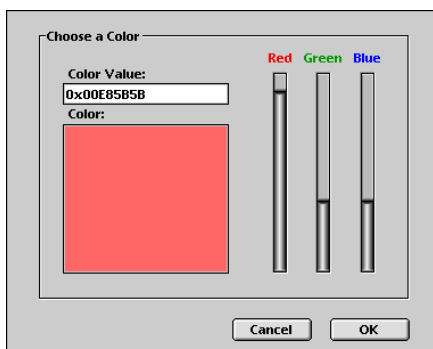 Choose a Color
Red Green Blue
Color Value:
0x00E85B5B
Color:
Cancel OK